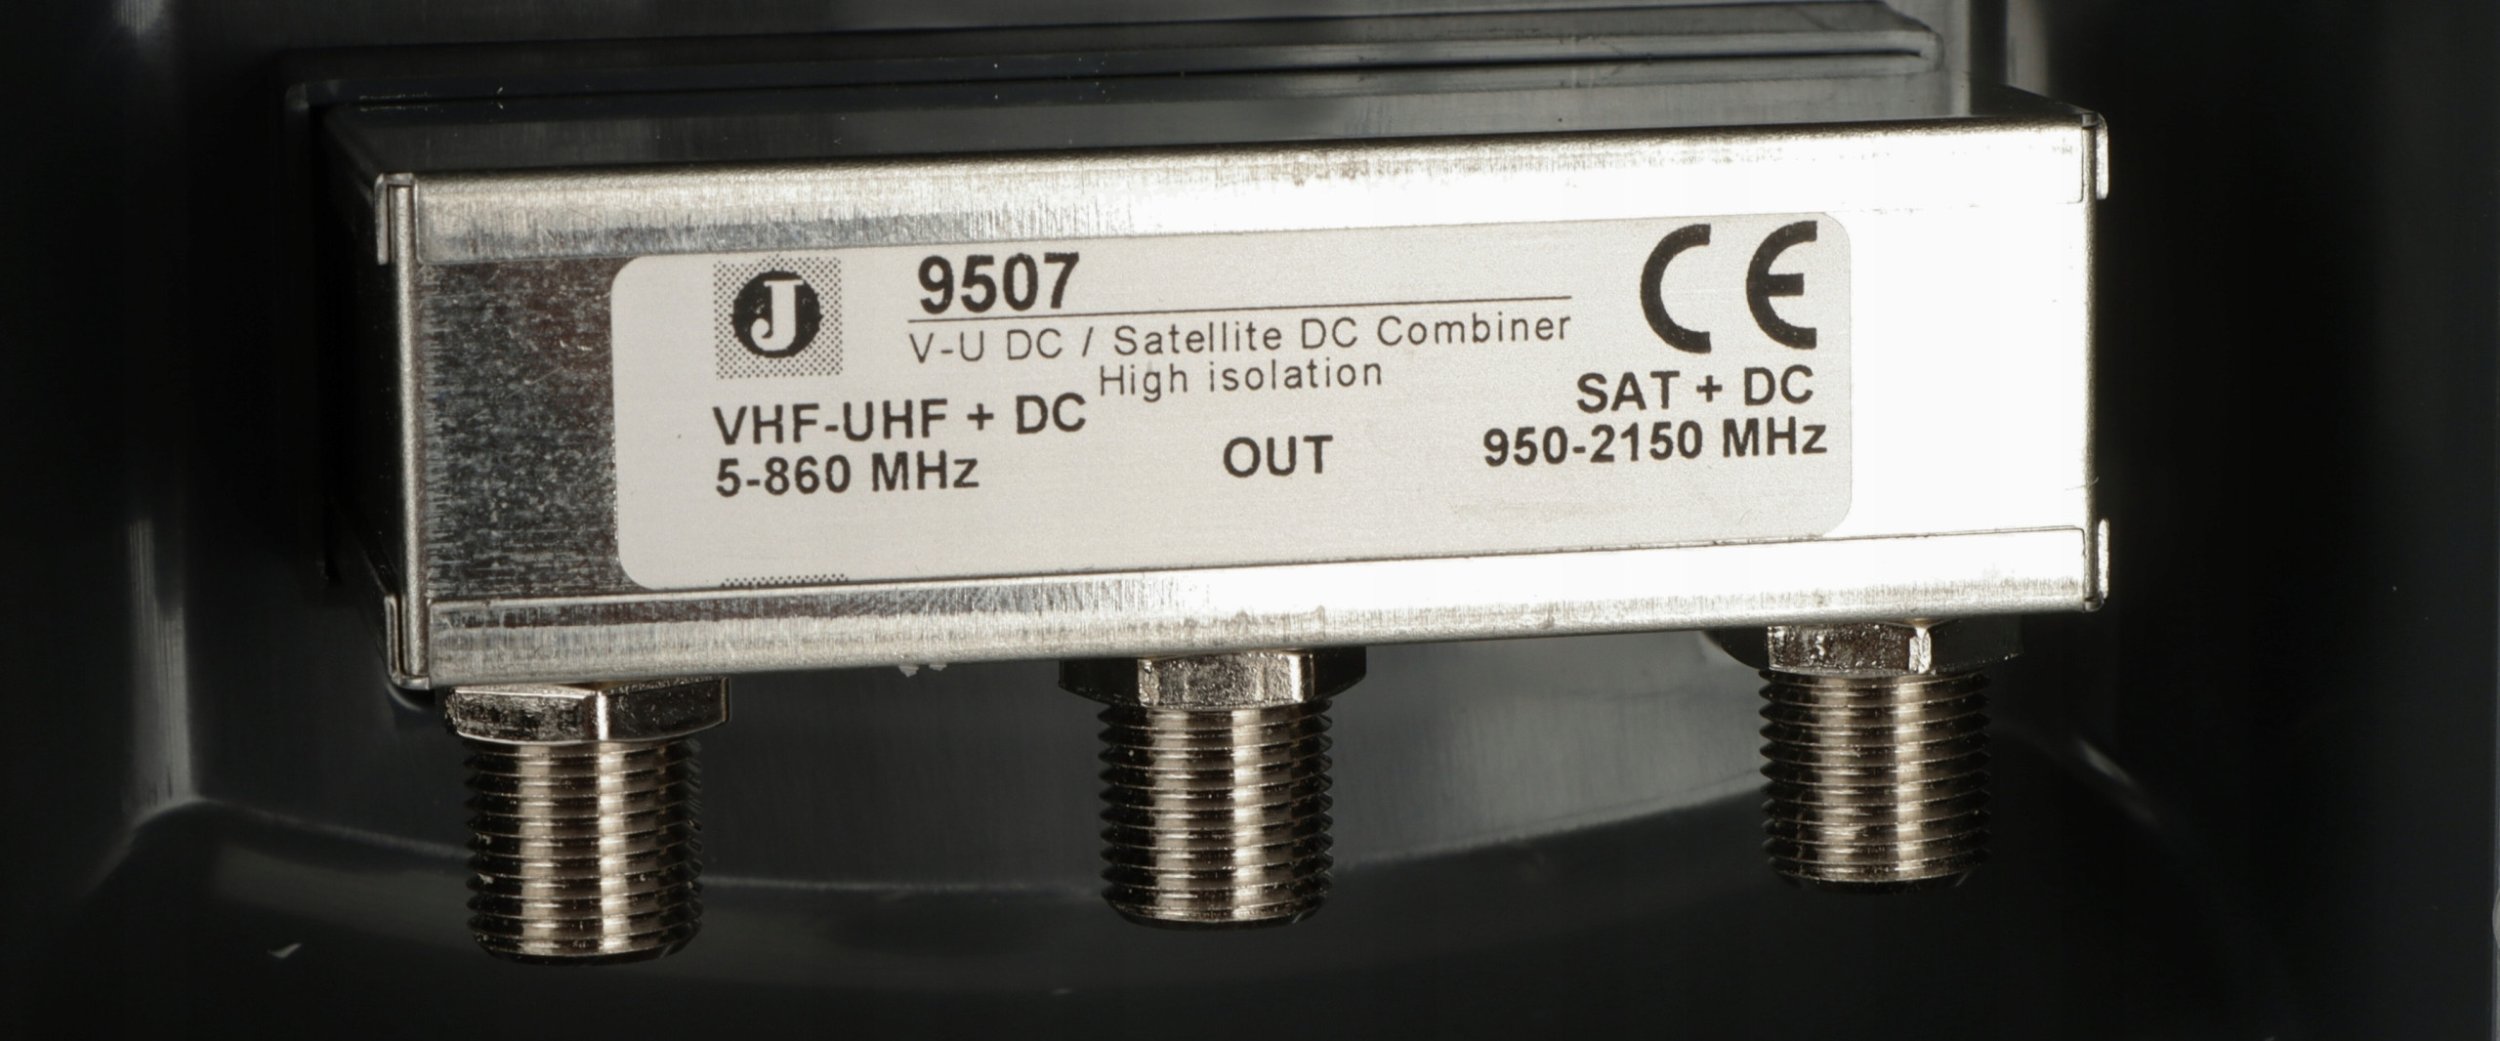 J
9507
CE
V-U DC / Satellite DC Combiner
High isolation
VHF-UHF + DC
5-860 MHz
OUT
SAT + DC
950-2150 MHz